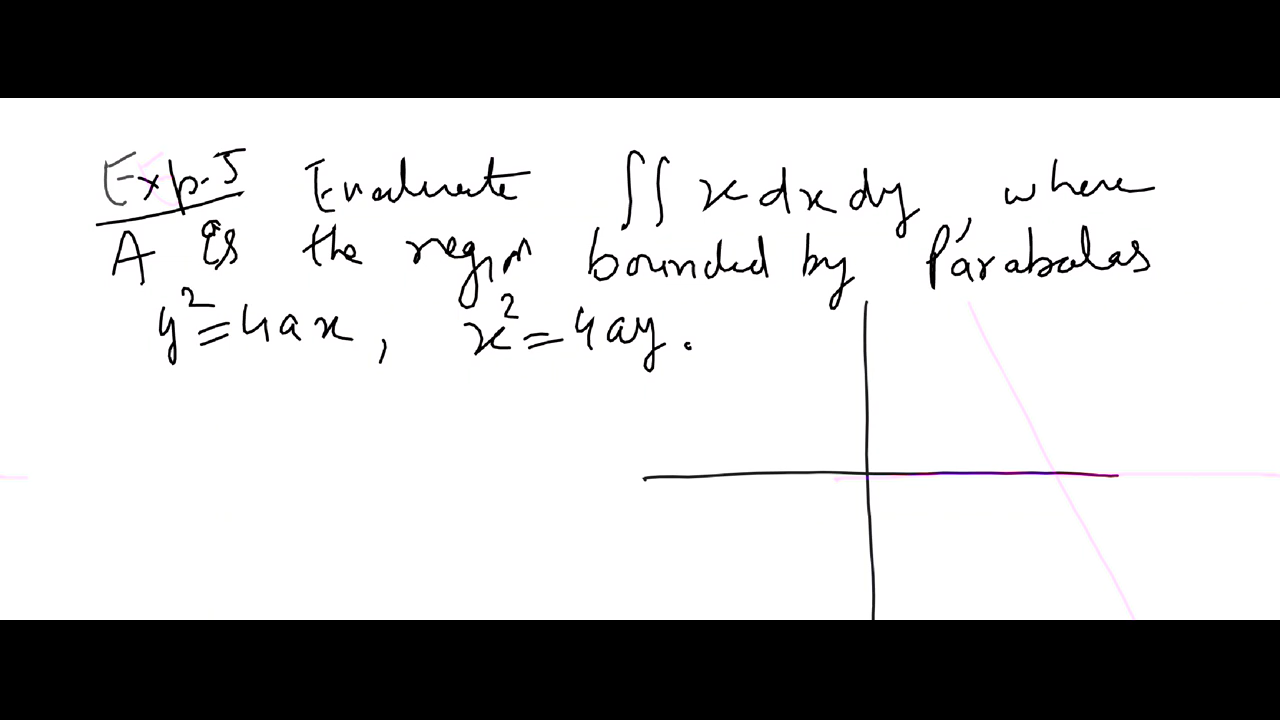 Exp.5 Evaluate ∬ x dx dy, where
A is the region bounded by Parabolas
y² = 4ax, x² = 4ay.